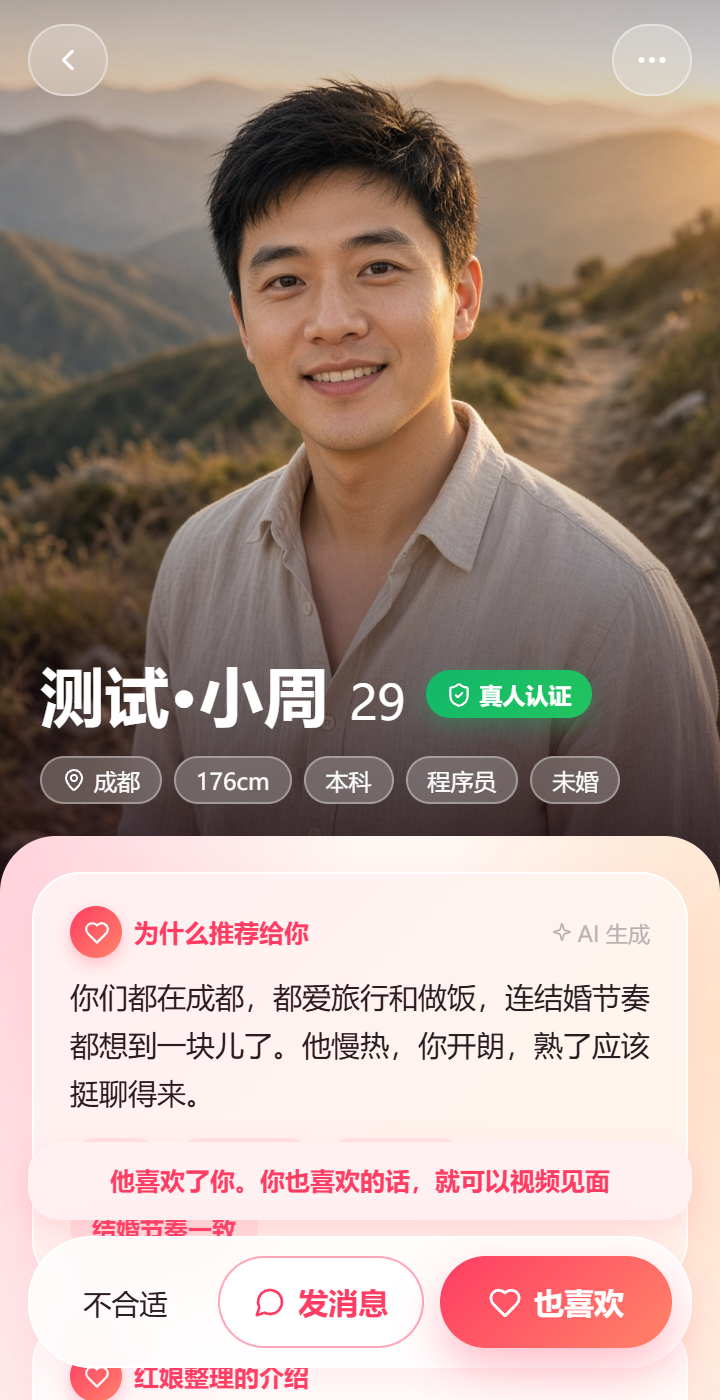 测试·小周 29 真人认证
成都 176cm 本科 程序员 未婚
为什么推荐给你 AI 生成
你们都在成都，都爱旅行和做饭，连结婚节奏
都想到一块儿了。他慢热，你开朗，熟了应该
挺聊得来。
他喜欢了你。你也喜欢的话，就可以视频见面
结婚节奏一致
不合适 发消息 也喜欢
红娘整理的介绍